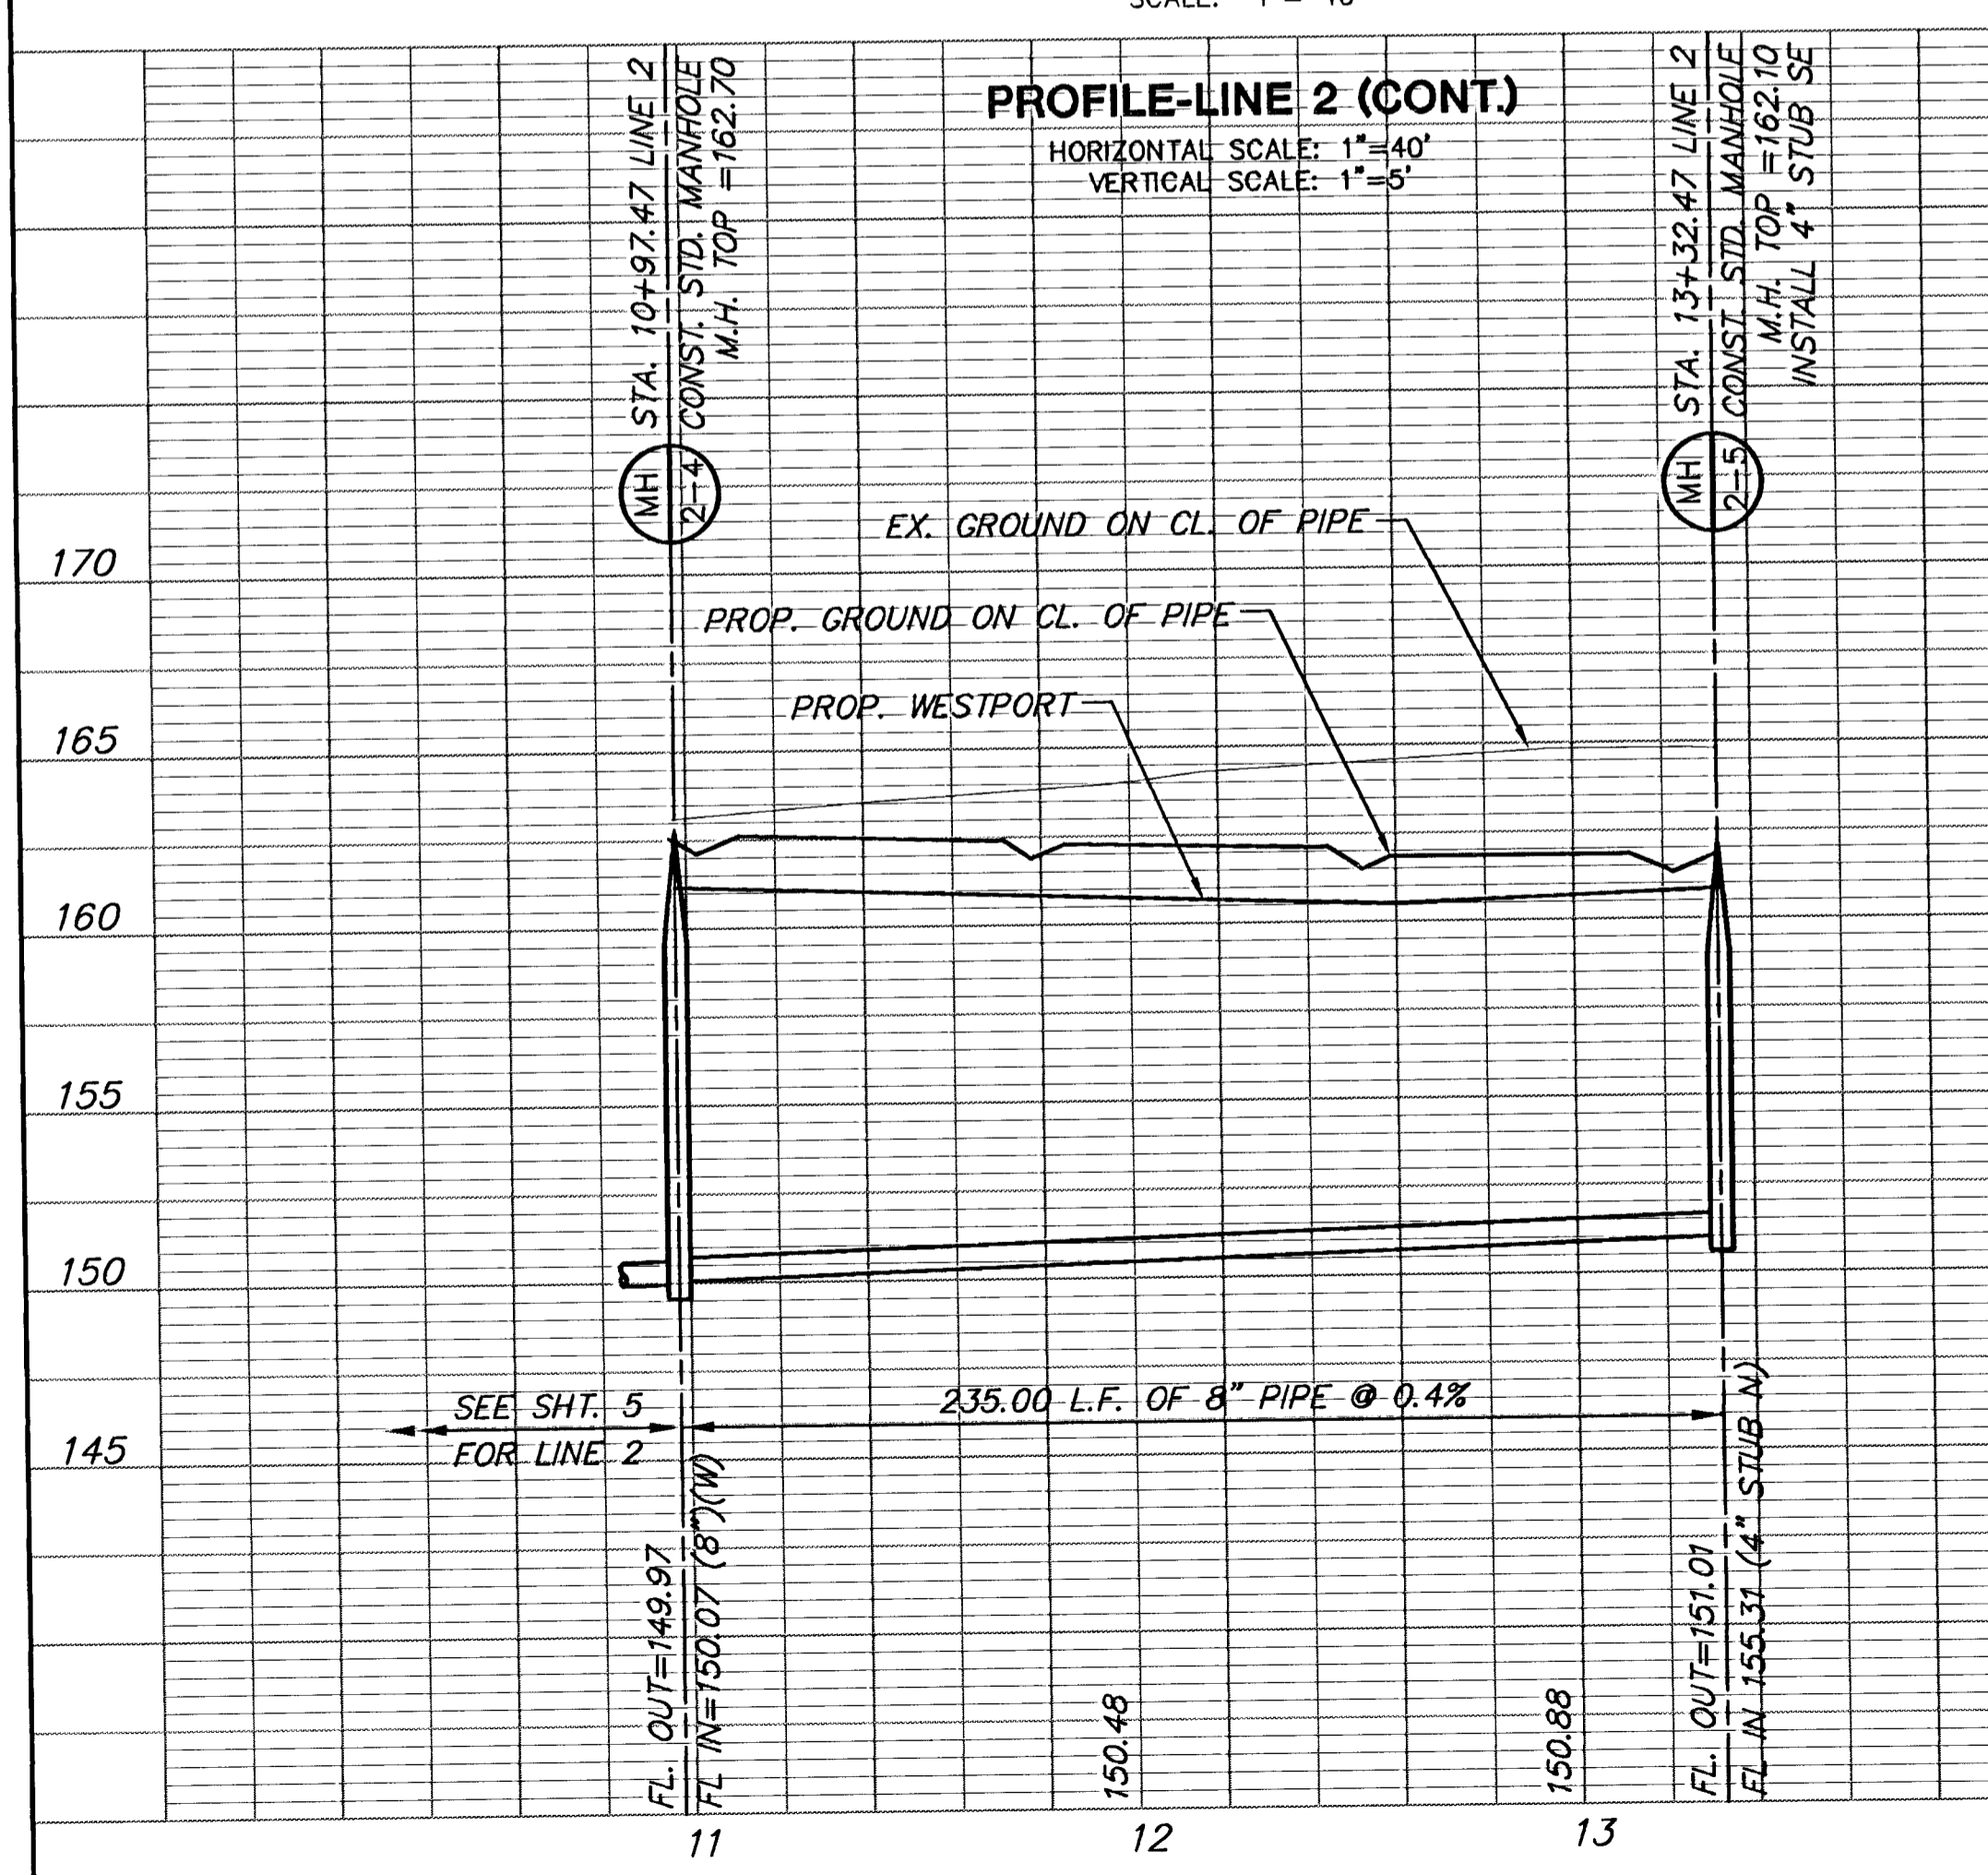 PROFILE-LINE 2 (CONT.)
HORIZONTAL SCALE: 1"=40'
VERTICAL SCALE: 1"=5'
STA. 10+97.47 LINE 2
CONST. STD. MANHOLE
M.H. TOP =162.70
MH
2-4
STA. 13+32.47 LINE 2
CONST. STD. MANHOLE
M.H. TOP =162.10
INSTALL 4" STUB SE
MH
2-5
EX. GROUND ON CL. OF PIPE
PROP. GROUND ON CL. OF PIPE
PROP. WESTPORT
170
165
160
155
150
145
SEE SHT. 5
FOR LINE 2
235.00 L.F. OF 8" PIPE @ 0.4%
FL. OUT=149.97
FL IN=150.07 (8")(W)
150.48
150.88
FL. OUT=151.01
FL IN 155.31 (4" STUB N)
11
12
13